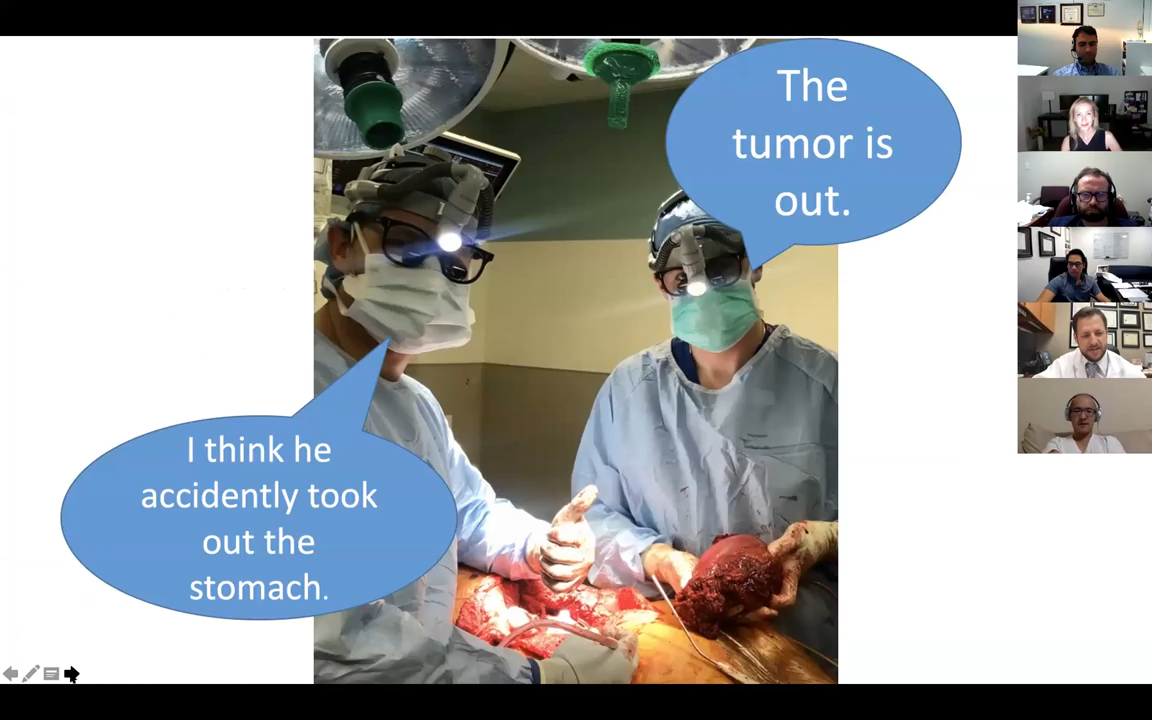 The
tumor is
out.
I think he
accidently took
out the
stomach.